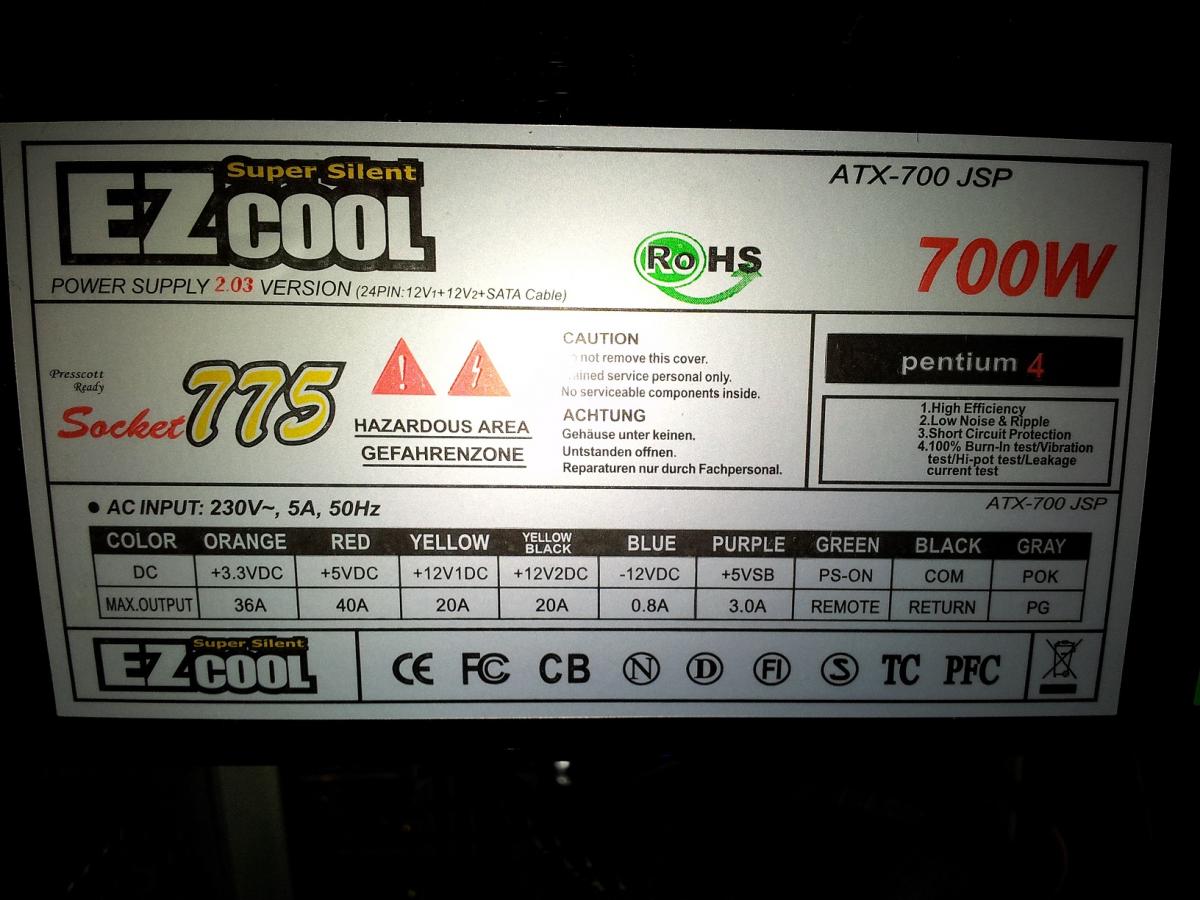 Super Silent
EZ COOL
ATX-700 JSP
POWER SUPPLY 2.03 VERSION (24PIN:12V1+12V2+SATA Cable)
RoHS
700W
Presscott
Ready
Socket 775
HAZARDOUS AREA
GEFAHRENZONE
CAUTION
not remove this cover.
service personal only.
No serviceable components inside.
ACHTUNG
Gehäuse unter keinen.
Untstanden offnen.
Reparaturen nur durch Fachpersonal.
pentium 4
1.High Efficiency
2.Low Noise & Ripple
3.Short Circuit Protection
4.100% Burn-In test/Vibration
test/Hi-pot test/Leakage
current test
● AC INPUT: 230V~, 5A, 50Hz
ATX-700 JSP
COLOR ORANGE RED YELLOW YELLOW BLACK BLUE PURPLE GREEN BLACK GRAY
DC +3.3VDC +5VDC +12V1DC +12V2DC -12VDC +5VSB PS-ON COM POK
MAX.OUTPUT 36A 40A 20A 20A 0.8A 3.0A REMOTE RETURN PG
Super Silent
EZ COOL
CE FC CB N D FI S TC PFC